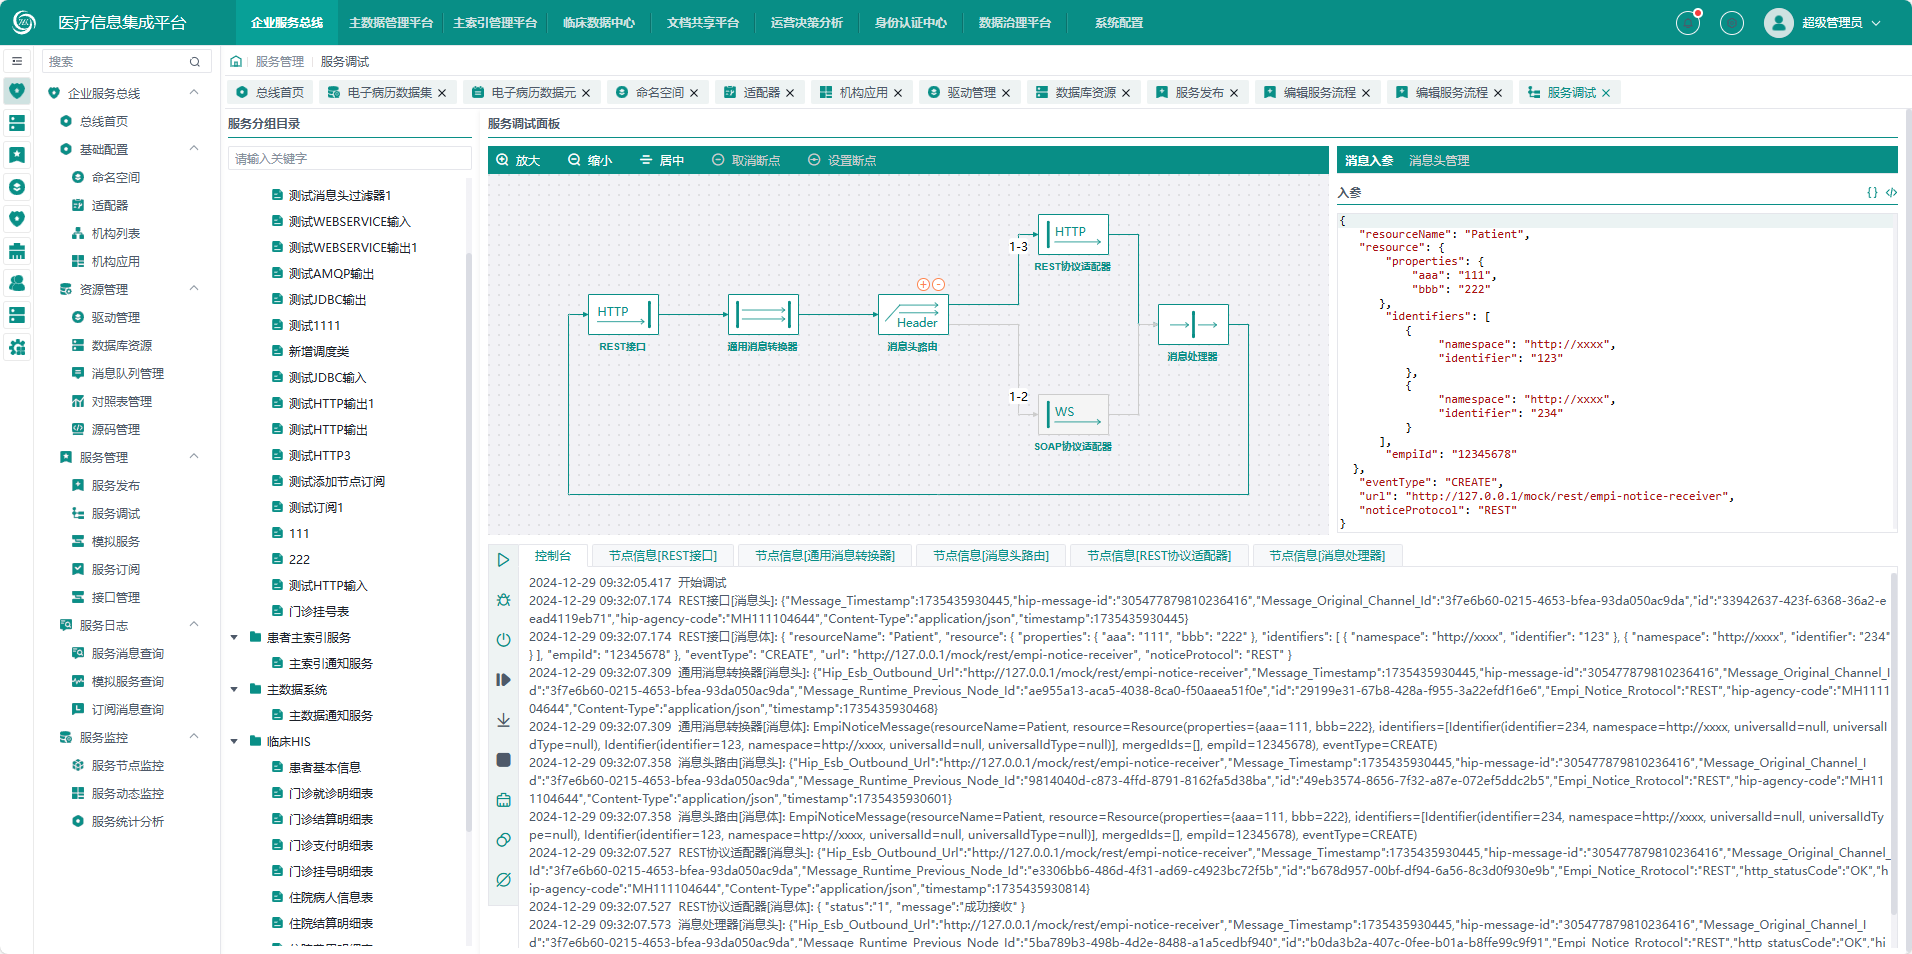 医疗信息集成平台
企业服务总线
主数据管理平台
主索引管理平台
临床数据中心
文档共享平台
运营决策分析
身份认证中心
数据治理平台
系统配置
超级管理员
搜索
企业服务总线
总线首页
基础配置
命名空间
适配器
机构列表
机构应用
资源管理
驱动管理
数据库资源
消息队列管理
对照表管理
源码管理
服务管理
服务发布
服务调试
模拟服务
服务订阅
接口管理
服务日志
服务消息查询
模拟服务查询
订阅消息查询
服务监控
服务节点监控
服务动态监控
服务统计分析
服务管理 服务调试
总线首页
电子病历数据集
电子病历数据元
命名空间
适配器
机构应用
驱动管理
数据库资源
服务发布
编辑服务流程
编辑服务流程
服务调试
服务分组目录
请输入关键字
测试消息头过滤器1
测试WEBSERVICE输入
测试WEBSERVICE输出1
测试AMQP输出
测试JDBC输出
测试1111
新增调度类
测试JDBC输入
测试HTTP输出1
测试HTTP输出
测试HTTP3
测试添加节点订阅
测试订阅1
111
222
测试HTTP输入
门诊挂号表
患者主索引服务
主索引通知服务
主数据系统
主数据通知服务
临床HIS
患者基本信息
门诊就诊明细表
门诊结算明细表
门诊支付明细表
门诊挂号明细表
住院病人信息表
住院结算明细表
服务调试面板
放大 缩小 居中 取消断点 设置断点
HTTP
REST接口
通用消息转换器
Header
消息头路由
1-3
HTTP
REST协议适配器
1-2
WS
SOAP协议适配器
消息处理器
消息入参 消息头管理
入参
{} </>
{
"resourceName": "Patient",
"resource": {
"properties": {
"aaa": "111",
"bbb": "222"
},
"identifiers": [
{
"namespace": "http://xxxx",
"identifier": "123"
},
{
"namespace": "http://xxxx",
"identifier": "234"
}
],
"empiId": "12345678"
},
"eventType": "CREATE",
"url": "http://127.0.0.1/mock/rest/empi-notice-receiver",
"noticeProtocol": "REST"
}
控制台
节点信息[REST接口]
节点信息[通用消息转换器]
节点信息[消息头路由]
节点信息[REST协议适配器]
节点信息[消息处理器]
2024-12-29 09:32:05.417 开始调试
2024-12-29 09:32:07.174 REST接口[消息头]: {"Message_Timestamp":1735435930445,"hip-message-id":"305477879810236416","Message_Original_Channel_Id":"3f7e6b60-0215-4653-bfea-93da050ac9da","id":"33942637-423f-6368-36a2-e
ead4119eb71","hip-agency-code":"MH111104644","Content-Type":"application/json","timestamp":1735435930445}
2024-12-29 09:32:07.174 REST接口[消息体]: { "resourceName": "Patient", "resource": { "properties": { "aaa": "111", "bbb": "222" }, "identifiers": [ { "namespace": "http://xxxx", "identifier": "123" }, { "namespace": "http://xxxx", "identifier": "234"
} ], "empiId": "12345678" }, "eventType": "CREATE", "url": "http://127.0.0.1/mock/rest/empi-notice-receiver", "noticeProtocol": "REST" }
2024-12-29 09:32:07.309 通用消息转换器[消息头]: {"Hip_Esb_Outbound_Url":"http://127.0.0.1/mock/rest/empi-notice-receiver","Message_Timestamp":1735435930445,"hip-message-id":"305477879810236416","Message_Original_Channel_I
d":"3f7e6b60-0215-4653-bfea-93da050ac9da","Message_Runtime_Previous_Node_Id":"ae955a13-aca5-4038-8ca0-f50aaea51f0e","id":"29199e31-67b8-428a-f955-3a22efdf16e6","Empi_Notice_Rrotocol":"REST","hip-agency-code":"MH1111
04644","Content-Type":"application/json","timestamp":1735435930468}
2024-12-29 09:32:07.309 通用消息转换器[消息体]: EmpiNoticeMessage(resourceName=Patient, resource=Resource(properties={aaa=111, bbb=222}, identifiers=[Identifier(identifier=234, namespace=http://xxxx, universalId=null, universalI
dType=null), Identifier(identifier=123, namespace=http://xxxx, universalId=null, universalIdType=null)], mergedIds=[], empiId=12345678), eventType=CREATE)
2024-12-29 09:32:07.358 消息头路由[消息头]: {"Hip_Esb_Outbound_Url":"http://127.0.0.1/mock/rest/empi-notice-receiver","Message_Timestamp":1735435930445,"hip-message-id":"305477879810236416","Message_Original_Channel_I
d":"3f7e6b60-0215-4653-bfea-93da050ac9da","Message_Runtime_Previous_Node_Id":"9814040d-c873-4ffd-8791-8162fa5d38ba","id":"49eb3574-8656-7f32-a87e-072ef5ddc2b5","Empi_Notice_Rrotocol":"REST","hip-agency-code":"MH11
1104644","Content-Type":"application/json","timestamp":1735435930601}
2024-12-29 09:32:07.358 消息头路由[消息体]: EmpiNoticeMessage(resourceName=Patient, resource=Resource(properties={aaa=111, bbb=222}, identifiers=[Identifier(identifier=234, namespace=http://xxxx, universalId=null, universalIdTy
pe=null), Identifier(identifier=123, namespace=http://xxxx, universalId=null, universalIdType=null)], mergedIds=[], empiId=12345678), eventType=CREATE)
2024-12-29 09:32:07.527 REST协议适配器[消息头]: {"Hip_Esb_Outbound_Url":"http://127.0.0.1/mock/rest/empi-notice-receiver","Message_Timestamp":1735435930445,"hip-message-id":"305477879810236416","Message_Original_Channel_
Id":"3f7e6b60-0215-4653-bfea-93da050ac9da","Message_Runtime_Previous_Node_Id":"e3306bb6-486d-4f31-ad69-c4923bc72f5b","id":"b678d957-00bf-df94-6a56-8c3d0f930e9b","Empi_Notice_Rrotocol":"REST","http_statusCode":"OK","h
ip-agency-code":"MH111104644","Content-Type":"application/json","timestamp":1735435930814}
2024-12-29 09:32:07.527 REST协议适配器[消息体]: { "status":"1", "message":"成功接收" }
2024-12-29 09:32:07.573 消息处理器[消息头]: {"Hip_Esb_Outbound_Url":"http://127.0.0.1/mock/rest/empi-notice-receiver","Message_Timestamp":1735435930445,"hip-message-id":"305477879810236416","Message_Original_Channel_I
d":"3f7e6b60-0215-4653-bfea-93da050ac9da","Message_Runtime_Previous_Node_Id":"5ba789b3-498b-4d2e-8488-a1a5cedbf940","id":"b0da3b2a-407c-0fee-b01a-b8ffe99c9f91","Empi_Notice_Rrotocol":"REST","http_statusCode":"OK","hi